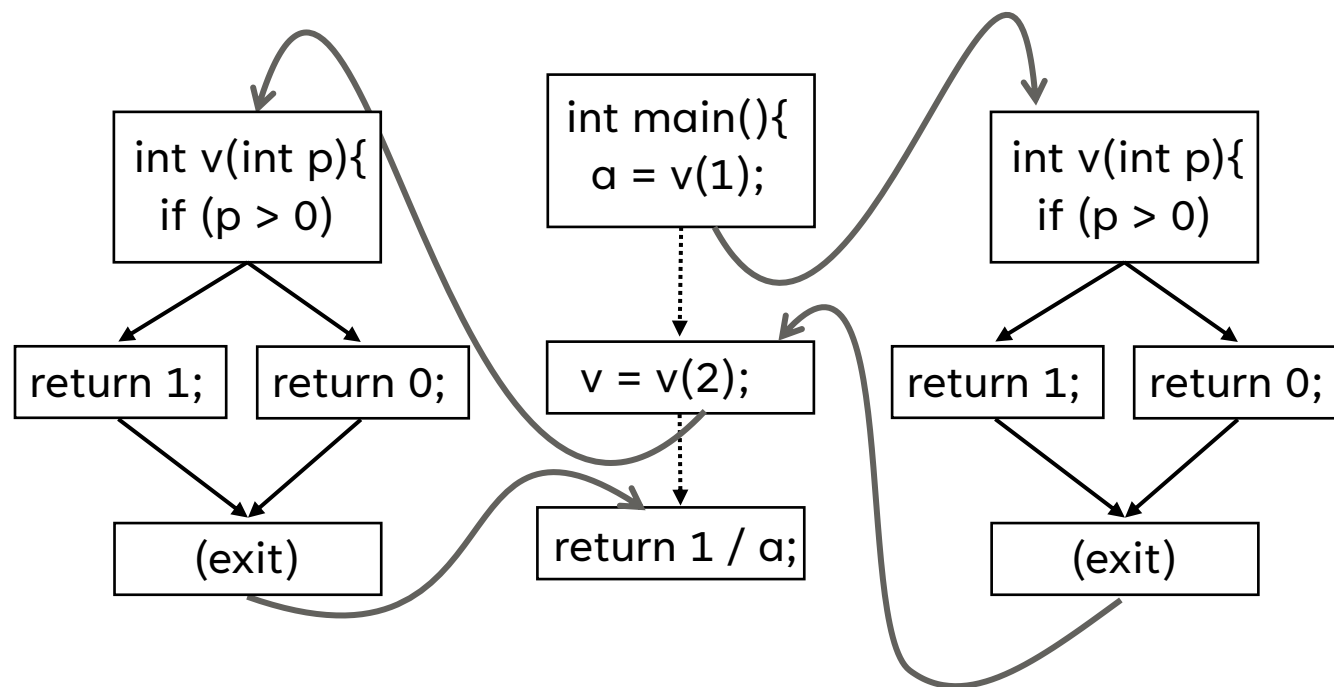 int v(int p){
if (p > 0)
return 1;
return 0;
(exit)
int main(){
a = v(1);
v = v(2);
return 1 / a;
int v(int p){
if (p > 0)
return 1;
return 0;
(exit)